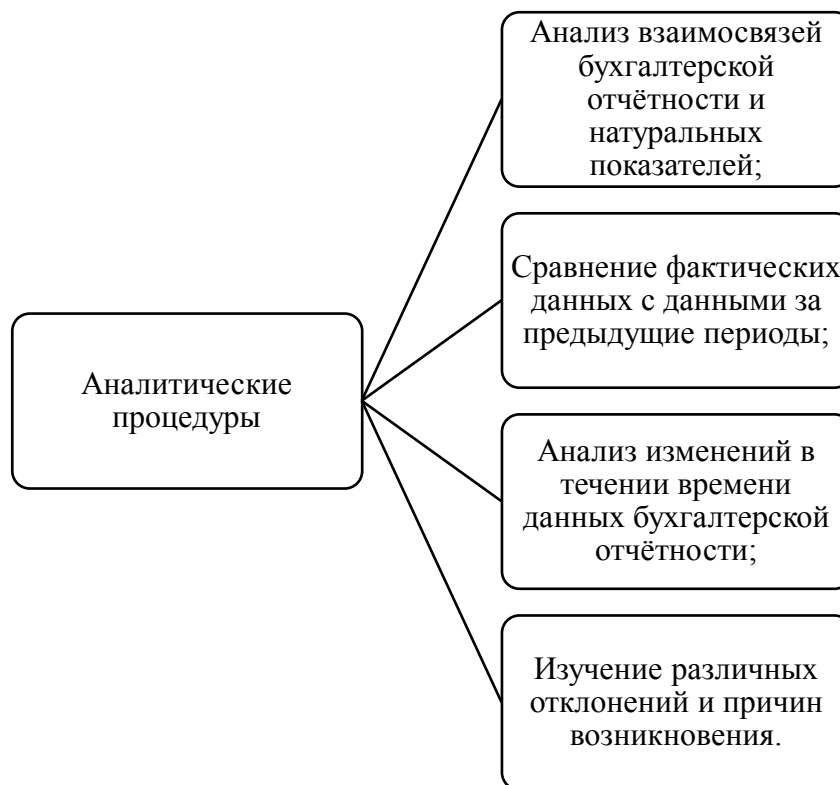 Анализ взаимосвязей
бухгалтерской
отчётности и
натуральных
показателей;
Сравнение фактических
данных с данными за
предыдущие периоды;
Аналитические
процедуры
Анализ изменений в
течении времени
данных бухгалтерской
отчётности;
Изучение различных
отклонений и причин
возникновения.